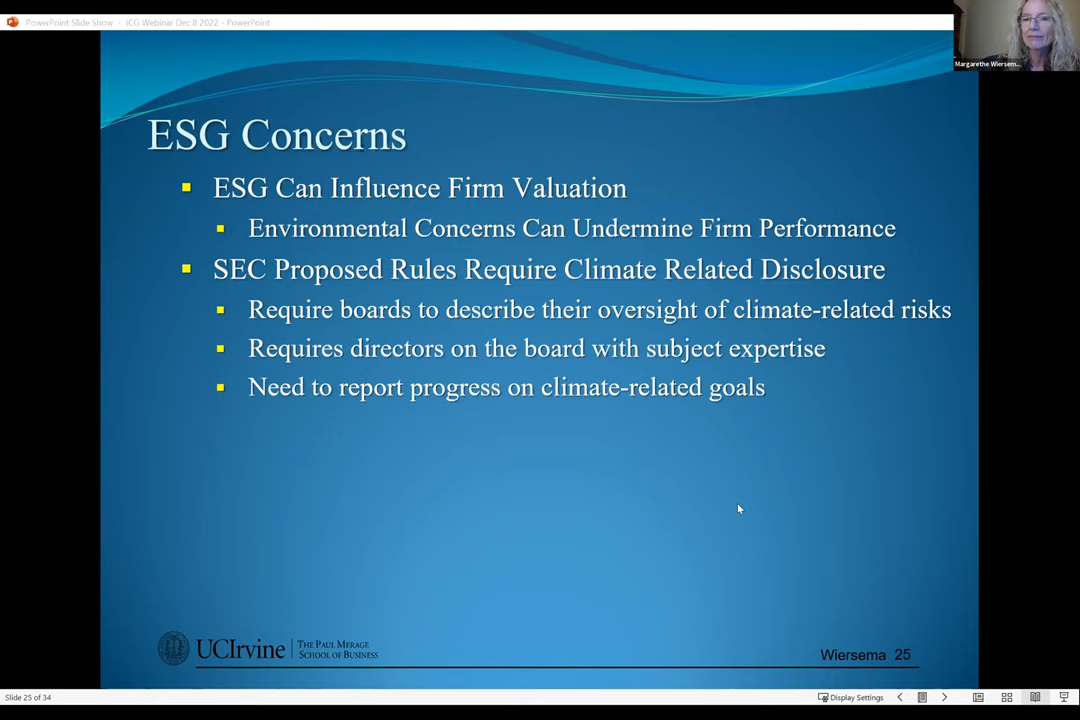 PowerPoint Slide Show - ICG Webinar Dec 8 2022 - PowerPoint
Margarethe Wiersem...
ESG Concerns
ESG Can Influence Firm Valuation
Environmental Concerns Can Undermine Firm Performance
SEC Proposed Rules Require Climate Related Disclosure
Require boards to describe their oversight of climate-related risks
Requires directors on the board with subject expertise
Need to report progress on climate-related goals
UCIrvine
THE PAUL MERAGE
SCHOOL OF BUSINESS
Wiersema 25
Slide 25 of 34
Display Settings